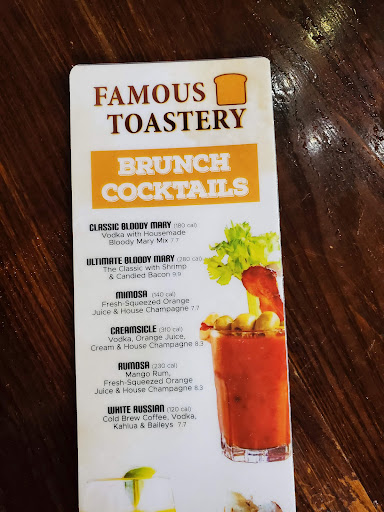 FAMOUS
TOASTERY
BRUNCH
COCKTAILS
CLASSIC BLOODY MARY (180 cal)
Vodka with Housemade
Bloody Mary Mix 7.7
ULTIMATE BLOODY MARY (280 cal)
The Classic with Shrimp
& Candied Bacon 9.9
MIMOSA (140 cal)
Fresh-Squeezed Orange
Juice & House Champagne 7.7
CREAMSICLE (310 cal)
Vodka, Orange Juice,
Cream & House Champagne 8.3
RUMOSA (230 cal)
Mango Rum,
Fresh-Squeezed Orange
Juice & House Champagne 8.3
WHITE RUSSIAN (120 cal)
Cold Brew Coffee, Vodka,
Kahlua & Baileys 7.7